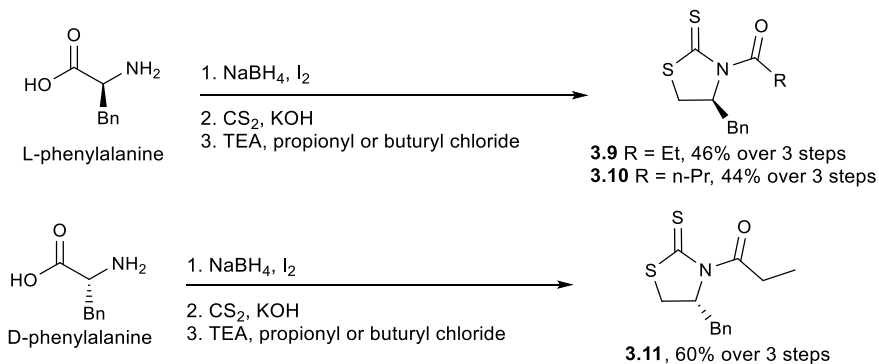 O
HO
NH2
Bn
L-phenylalanine
1. NaBH4, I2
2. CS2, KOH
3. TEA, propionyl or buturyl chloride
S
O
S
N
R
Bn
3.9 R = Et, 46% over 3 steps
3.10 R = n-Pr, 44% over 3 steps
O
HO
NH2
Bn
D-phenylalanine
1. NaBH4, I2
2. CS2, KOH
3. TEA, propionyl or buturyl chloride
S
O
S
N
Bn
3.11, 60% over 3 steps